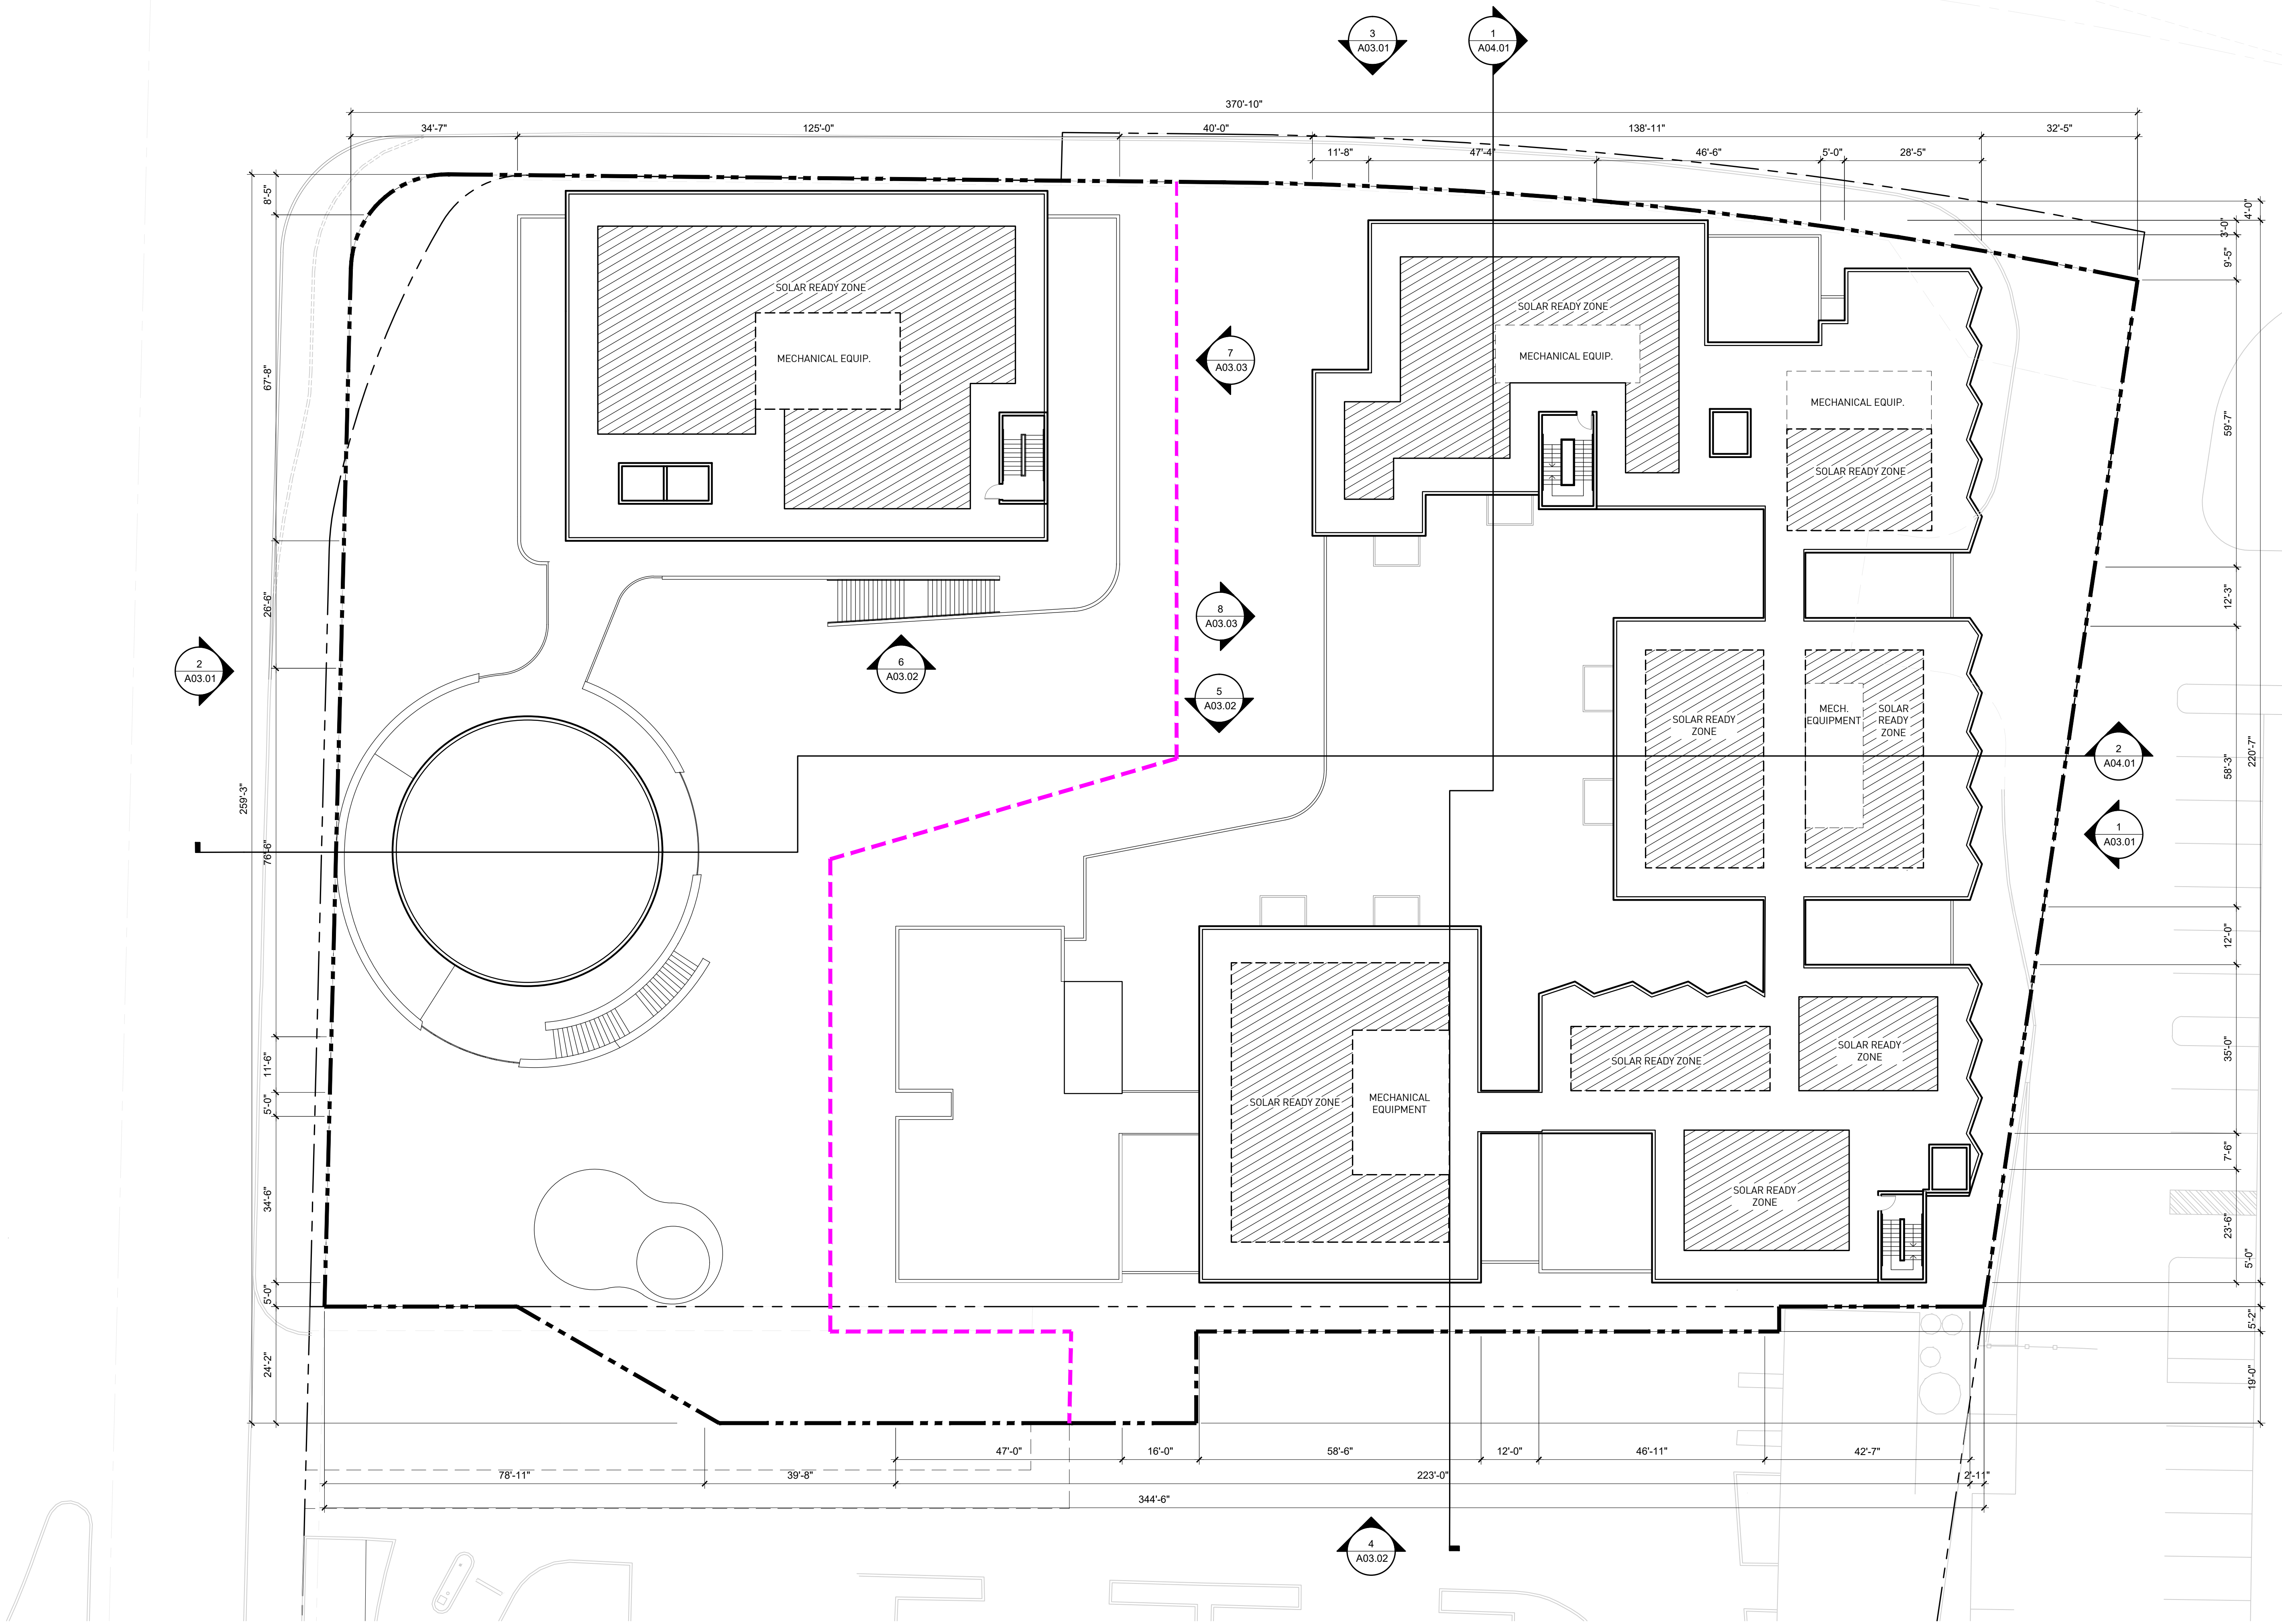 3
A03.01
1
A04.01
370'-10"
34'-7"
125'-0"
40'-0"
138'-11"
32'-5"
11'-8"
47'-4"
46'-6"
5'-0"
28'-5"
8'-5"
67'-8"
26'-6"
76'-6"
11'-6"
5'-0"
34'-6"
5'-0"
24'-2"
259'-3"
4'-0"
3'-0"
9'-5"
59'-7"
12'-3"
58'-3"
12'-0"
35'-0"
7'-6"
23'-6"
5'-0"
220'-7"
5'-2"
19'-0"
SOLAR READY ZONE
MECHANICAL EQUIP.
SOLAR READY ZONE
MECHANICAL EQUIP.
MECHANICAL EQUIP.
SOLAR READY ZONE
7
A03.03
8
A03.03
5
A03.02
6
A03.02
2
A03.01
SOLAR READY
ZONE
MECH.
EQUIPMENT
SOLAR
READY
ZONE
2
A04.01
1
A03.01
SOLAR READY ZONE
MECHANICAL
EQUIPMENT
SOLAR READY ZONE
SOLAR READY
ZONE
SOLAR READY
ZONE
47'-0"
16'-0"
58'-6"
12'-0"
46'-11"
42'-7"
78'-11"
39'-8"
223'-0"
2'-11"
344'-6"
4
A03.02